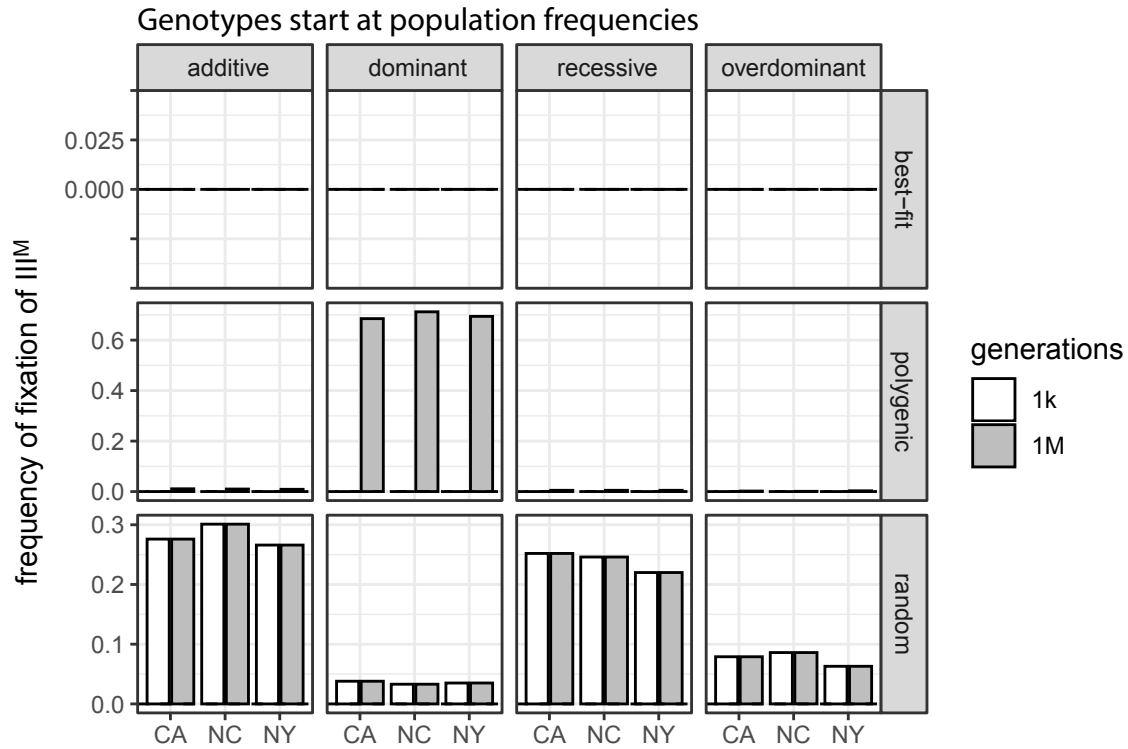 Genotypes start at population frequencies
additive dominant recessive overdominant
0.025
0.000
best−fit
0.6
0.4
0.2
0.0
polygenic
0.3
0.2
0.1
0.0
random
CA NC NY CA NC NY CA NC NY CA NC NY
frequency of fixation of IIIᴹ
generations
1k
1M